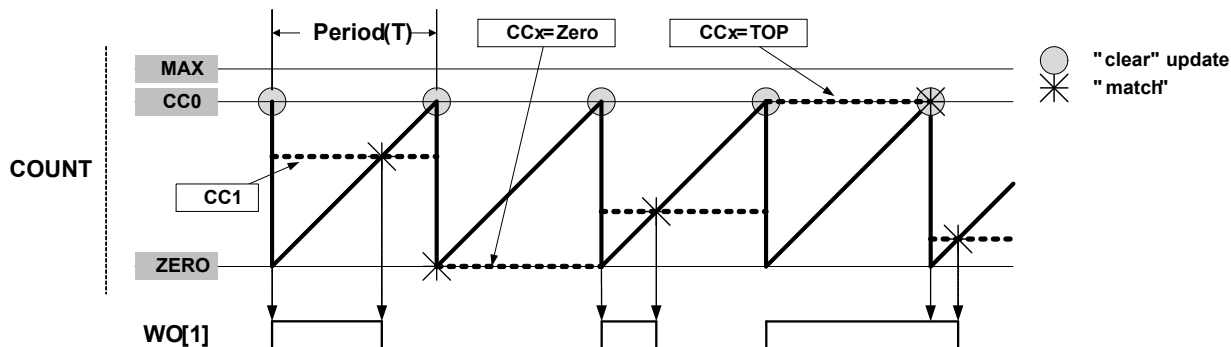 Period(T)
CCx=Zero
CCx=TOP
"clear" update
"match"
MAX
CC0
COUNT
CC1
ZERO
WO[1]